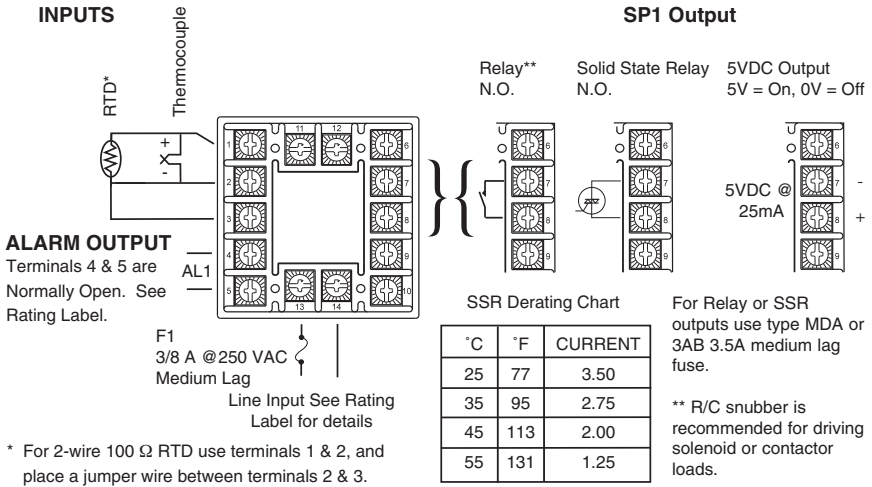 INPUTS
RTD*
Thermocouple
+
-
1
2
3
4
5
11
12
13
14
6
7
8
9
10
ALARM OUTPUT
Terminals 4 & 5 are
Normally Open. See
Rating Label.
AL1
F1
3/8 A @250 VAC
Medium Lag
Line Input See Rating
Label for details
* For 2-wire 100 Ω RTD use terminals 1 & 2, and
place a jumper wire between terminals 2 & 3.
SP1 Output
Relay**
N.O.
6
7
8
9
Solid State Relay
N.O.
6
7
8
9
5VDC Output
5V = On, 0V = Off
5VDC @
25mA
6
7
8
9
-
+
SSR Derating Chart
°C °F CURRENT
25 77 3.50
35 95 2.75
45 113 2.00
55 131 1.25
For Relay or SSR
outputs use type MDA or
3AB 3.5A medium lag
fuse.
** R/C snubber is
recommended for driving
solenoid or contactor
loads.